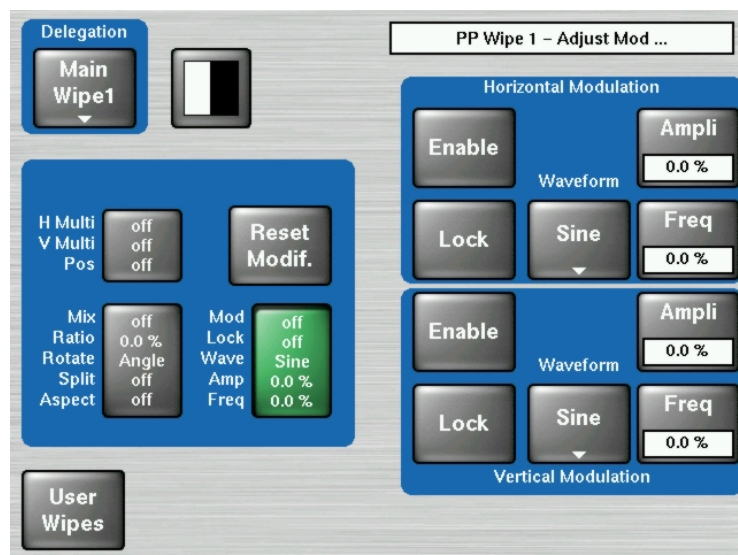 Delegation
Main
Wipe1
PP Wipe 1 – Adjust Mod ...
Horizontal Modulation
Enable
Waveform
Ampli
0.0 %
Lock
Sine
Freq
0.0 %
H Multi off
V Multi off
Pos off
Reset
Modif.
Mix off
Ratio 0.0 %
Rotate Angle
Split off
Aspect off
Mod off
Lock off
Wave Sine
Amp 0.0 %
Freq 0.0 %
Enable
Waveform
Ampli
0.0 %
Lock
Sine
Freq
0.0 %
Vertical Modulation
User
Wipes